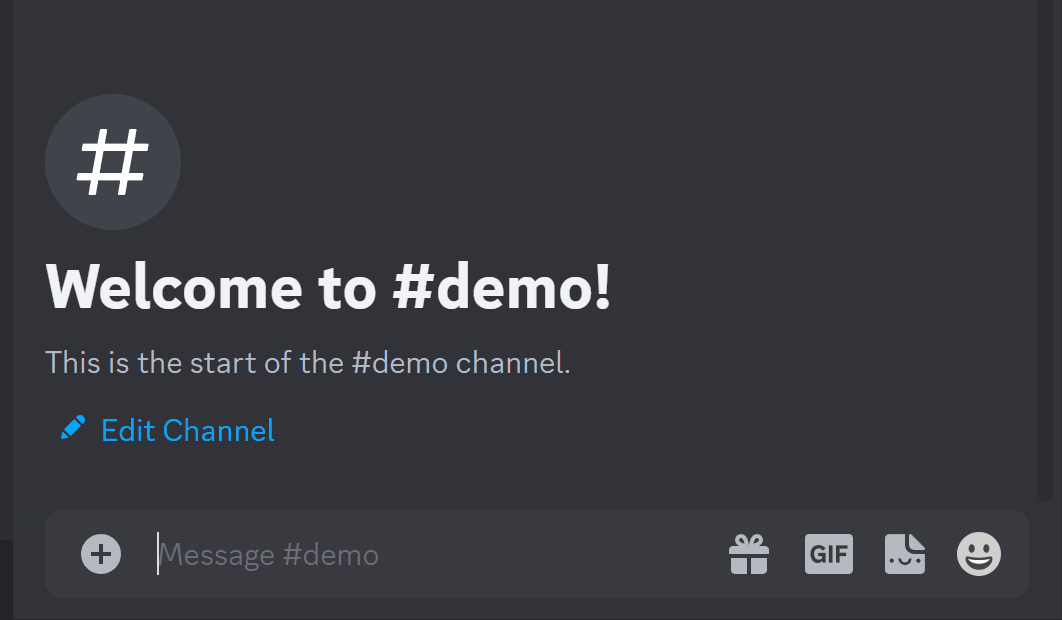 #
Welcome to #demo!
This is the start of the #demo channel.
Edit Channel
Message #demo
GIF